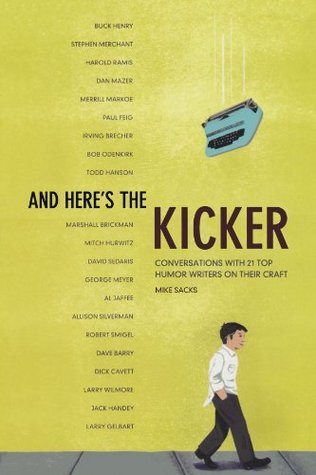 BUCK HENRY
STEPHEN MERCHANT
HAROLD RAMIS
DAN MAZER
MERRILL MARKOE
PAUL FEIG
IRVING BRECHER
BOB ODENKIRK
TODD HANSON
AND HERE'S THE
KICKER
MARSHALL BRICKMAN
MITCH HURWITZ
DAVID SEDARIS
GEORGE MEYER
AL JAFFEE
ALLISON SILVERMAN
ROBERT SMIGEL
DAVE BARRY
DICK CAVETT
LARRY WILMORE
JACK HANDEY
LARRY GELBART
CONVERSATIONS WITH 21 TOP
HUMOR WRITERS ON THEIR CRAFT
MIKE SACKS